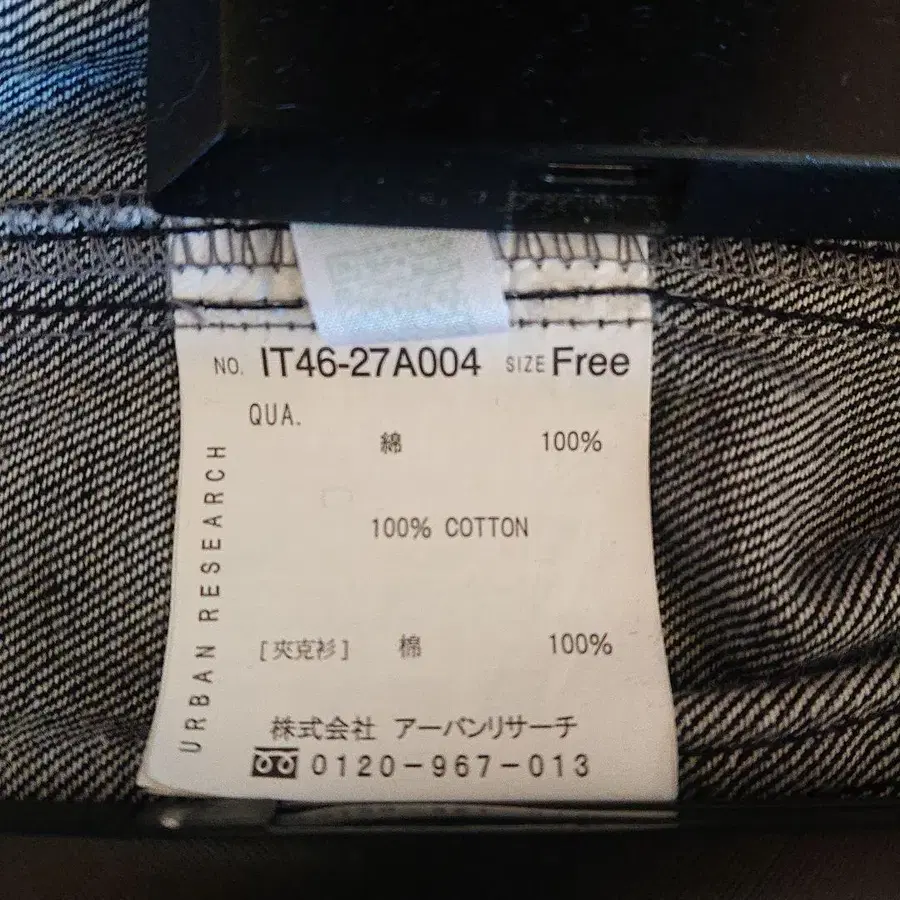 NO. IT46-27A004 SIZE Free
QUA.
綿 100%
100% COTTON
URBAN RESEARCH
[夾克衫] 棉 100%
株式会社 アーバンリサーチ
0120-967-013